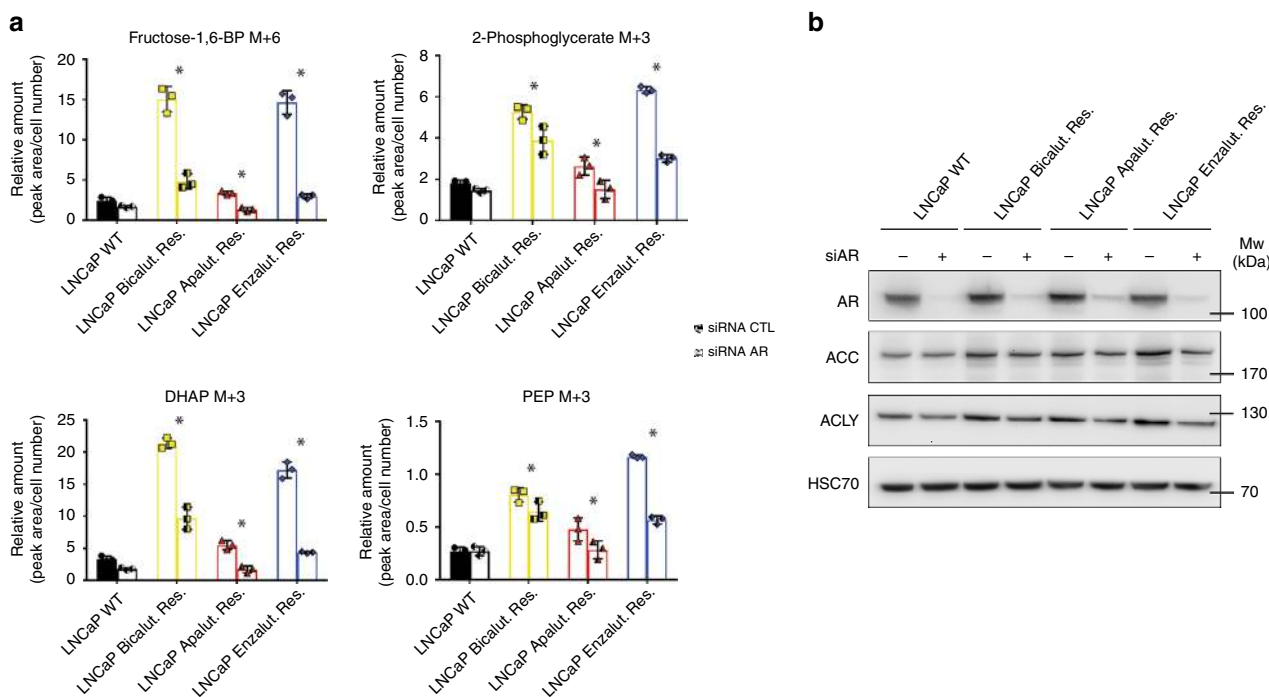 a
Fructose-1,6-BP M+6
Relative amount
(peak area/cell number)
20
15
10
5
0
*
*
*
LNCaP WT
LNCaP Bicalut. Res.
LNCaP Apalut. Res.
LNCaP Enzalut. Res.
2-Phosphoglycerate M+3
Relative amount
(peak area/cell number)
8
6
4
2
0
*
*
*
LNCaP WT
LNCaP Bicalut. Res.
LNCaP Apalut. Res.
LNCaP Enzalut. Res.
siRNA CTL
siRNA AR
DHAP M+3
Relative amount
(peak area/cell number)
25
20
15
10
5
0
*
*
*
LNCaP WT
LNCaP Bicalut. Res.
LNCaP Apalut. Res.
LNCaP Enzalut. Res.
PEP M+3
Relative amount
(peak area/cell number)
1.5
1.0
0.5
0.0
*
*
*
LNCaP WT
LNCaP Bicalut. Res.
LNCaP Apalut. Res.
LNCaP Enzalut. Res.
b
LNCaP WT
LNCaP Bicalut. Res.
LNCaP Apalut. Res.
LNCaP Enzalut. Res.
Mw
(kDa)
siAR – + – + – + – +
AR
100
ACC
170
ACLY
130
HSC70
70